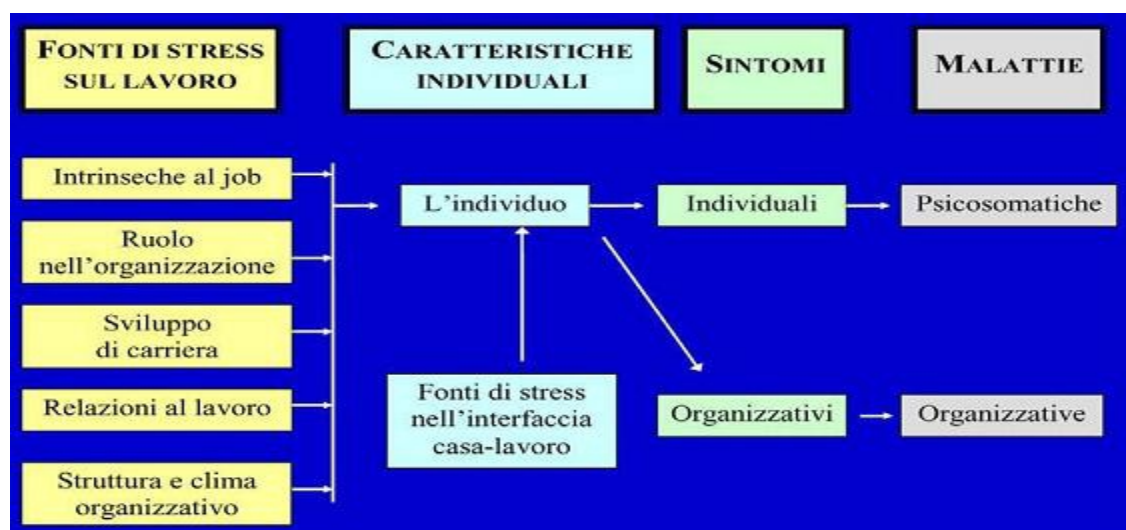 FONTI DI STRESS
SUL LAVORO
CARATTERISTICHE
INDIVIDUALI
SINTOMI
MALATTIE
Intrinseche al job
Ruolo
nell'organizzazione
Sviluppo
di carriera
Relazioni al lavoro
Struttura e clima
organizzativo
L'individuo
Fonti di stress
nell'interfaccia
casa-lavoro
Individuali
Organizzativi
Psicosomatiche
Organizzative